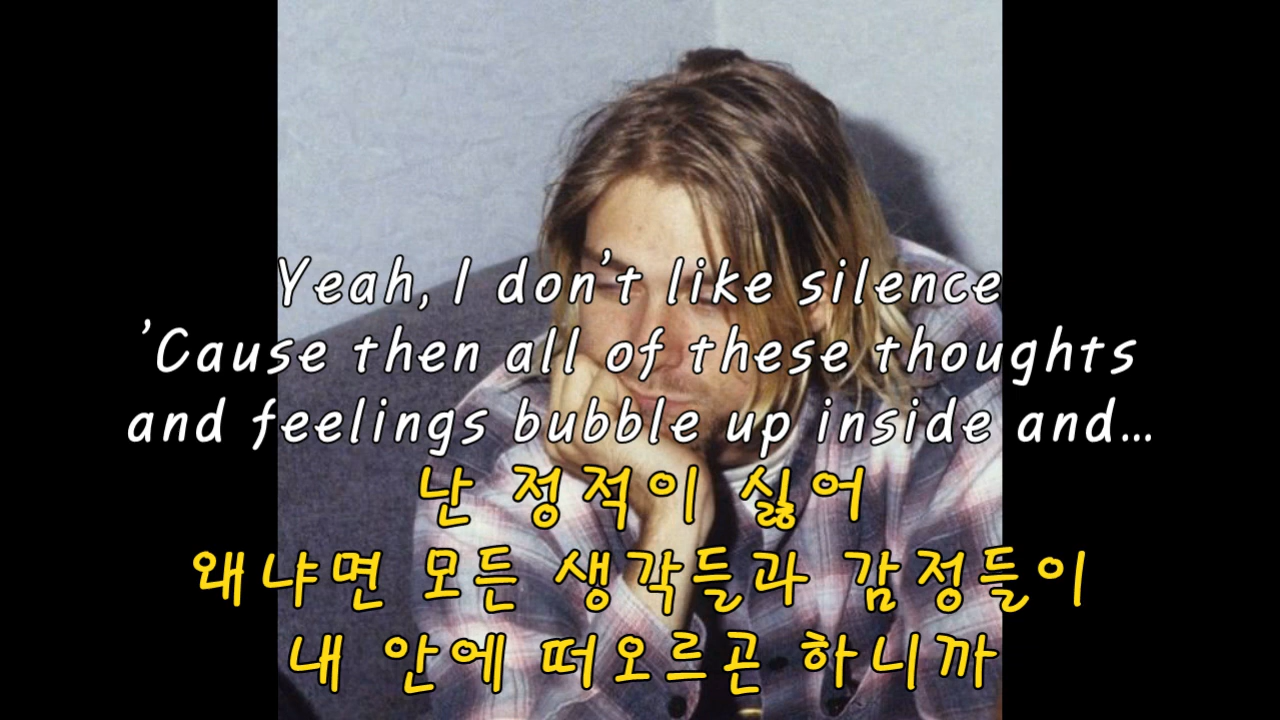 Yeah, I don't like silence
'Cause then all of these thoughts
and feelings bubble up inside and...
난 정적이 싫어
왜냐면 모든 생각들과 감정들이
내 안에 떠오르곤 하니까